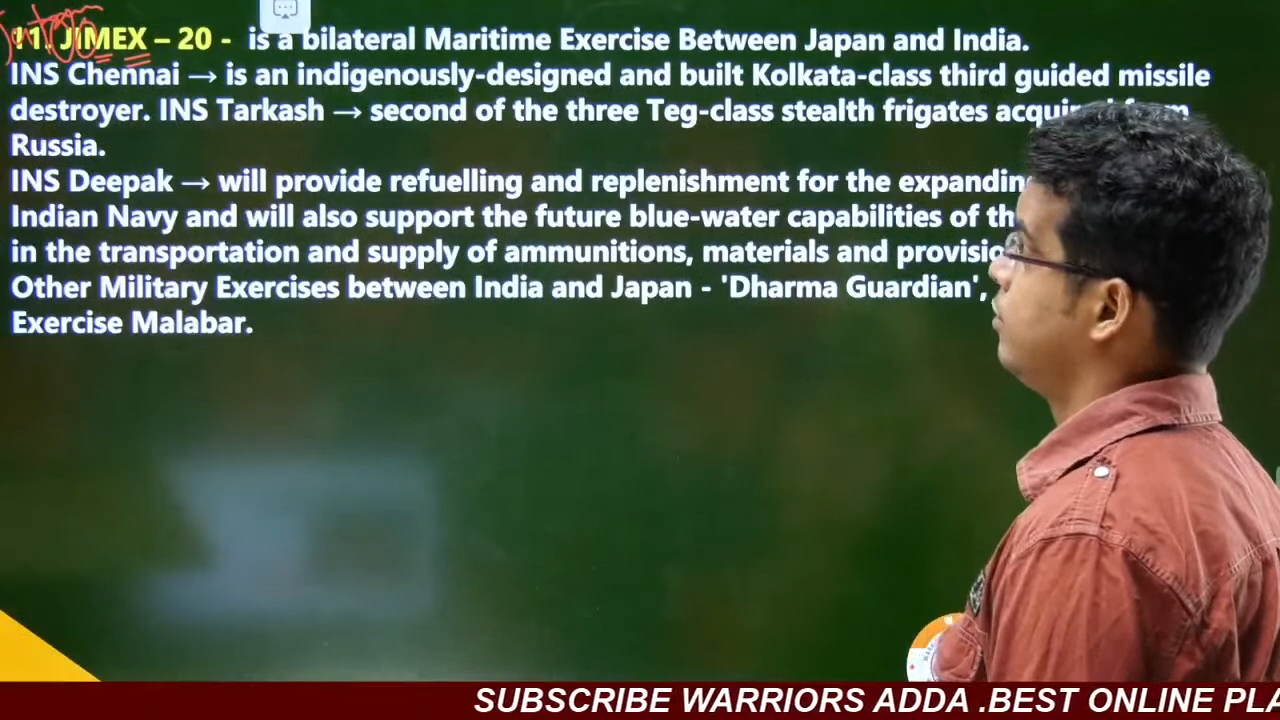 11. JIMEX – 20 - is a bilateral Maritime Exercise Between Japan and India.
INS Chennai → is an indigenously-designed and built Kolkata-class third guided missile
destroyer. INS Tarkash → second of the three Teg-class stealth frigates acquired from
Russia.
INS Deepak → will provide refuelling and replenishment for the expanding
Indian Navy and will also support the future blue-water capabilities of
in the transportation and supply of ammunitions, materials and
Other Military Exercises between India and Japan - 'Dharma Guardian',
Exercise Malabar.
SUBSCRIBE WARRIORS ADDA .BEST ONLINE